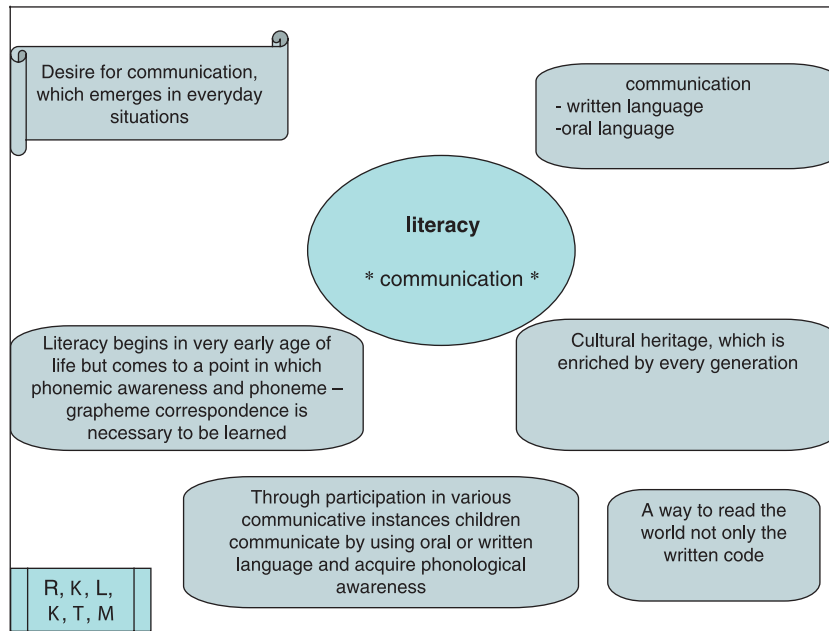 Desire for communication,
which emerges in everyday
situations
communication
- written language
-oral language
literacy
* communication *
Literacy begins in very early age of
life but comes to a point in which
phonemic awareness and phoneme –
grapheme correspondence is
necessary to be learned
Cultural heritage, which is
enriched by every generation
Through participation in various
communicative instances children
communicate by using oral or written
language and acquire phonological
awareness
A way to read the
world not only the
written code
R, K, L,
K, T, M